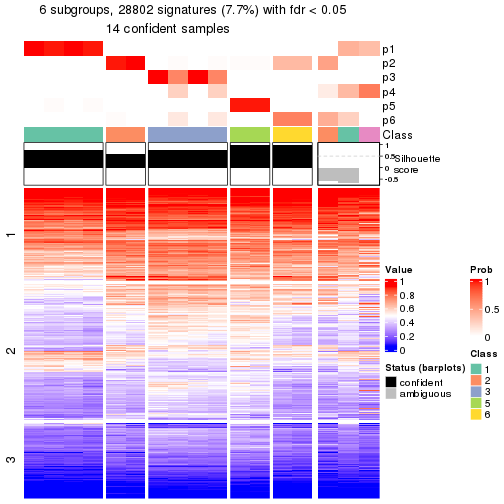 6 subgroups, 28802 signatures (7.7%) with fdr < 0.05
14 confident samples
p1
p2
p3
p4
p5
p6
Class
1
0.5
0
-0.5
Silhouette
score
1
2
3
Value
1
0.8
0.6
0.4
0.2
0
Status (barplots)
confident
ambiguous
Prob
1
0.5
0
Class
1
2
3
5
6